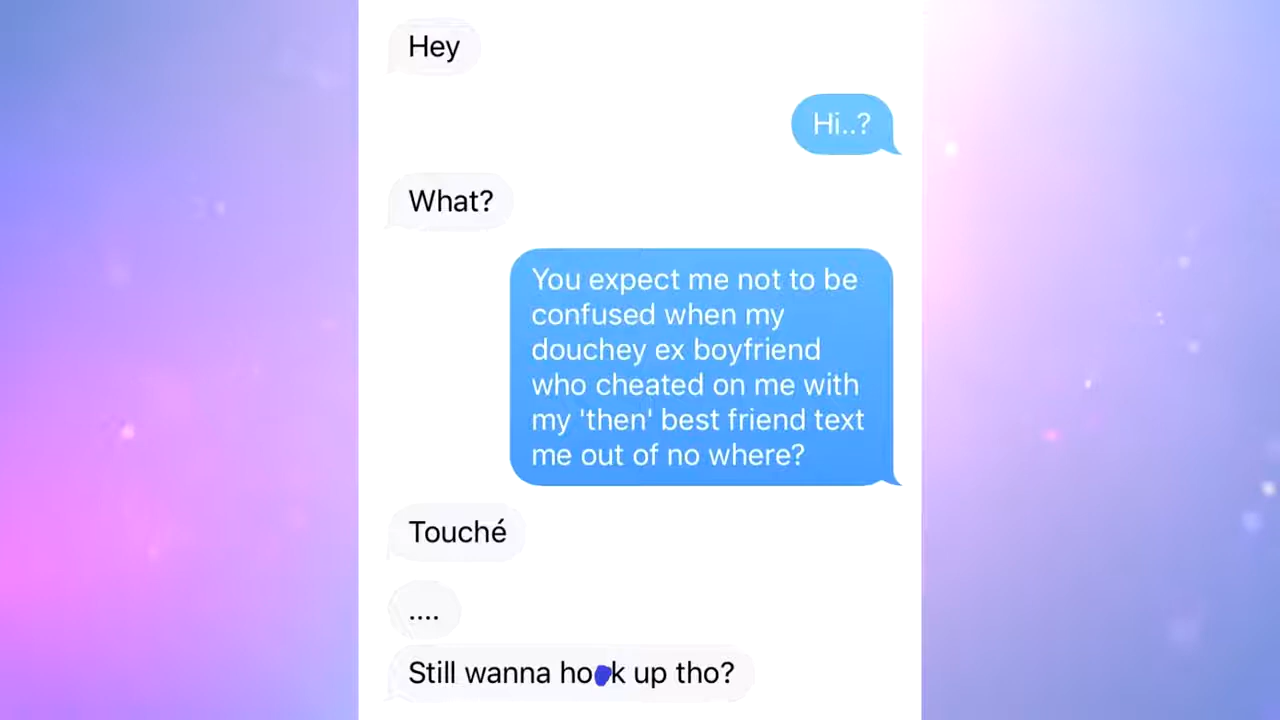 Hey
Hi..?
What?
You expect me not to be
confused when my
douchey ex boyfriend
who cheated on me with
my 'then' best friend text
me out of no where?
Touché
....
Still wanna hook up tho?